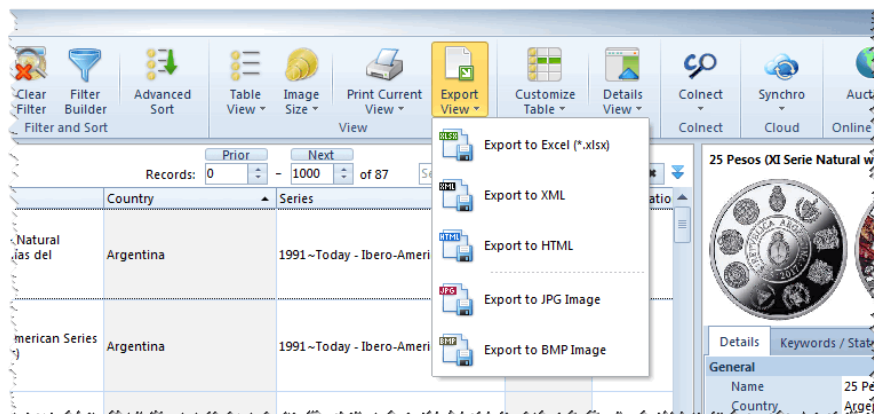 Clear Filter
Filter Builder
Advanced Sort
Table View
Image Size
Print Current View
Export View
Customize Table
Details View
Colnect
Synchro
Filter and Sort
View
Colnect
Cloud
Online
Export to Excel (*.xlsx)
Export to XML
Export to HTML
Export to JPG Image
Export to BMP Image
XLSX
XML
HTML
JPG
BMP
Prior
Next
Records: 0 - 1000 of 87
Country
Series
Natural
ías del
Argentina
1991~Today - Ibero-Ameri
merican Series
Argentina
1991~Today - Ibero-Ameri
25 Pesos (XI Serie Natural w
Details
Keywords / Stat
General
Name
25 Pe
Country
Arge